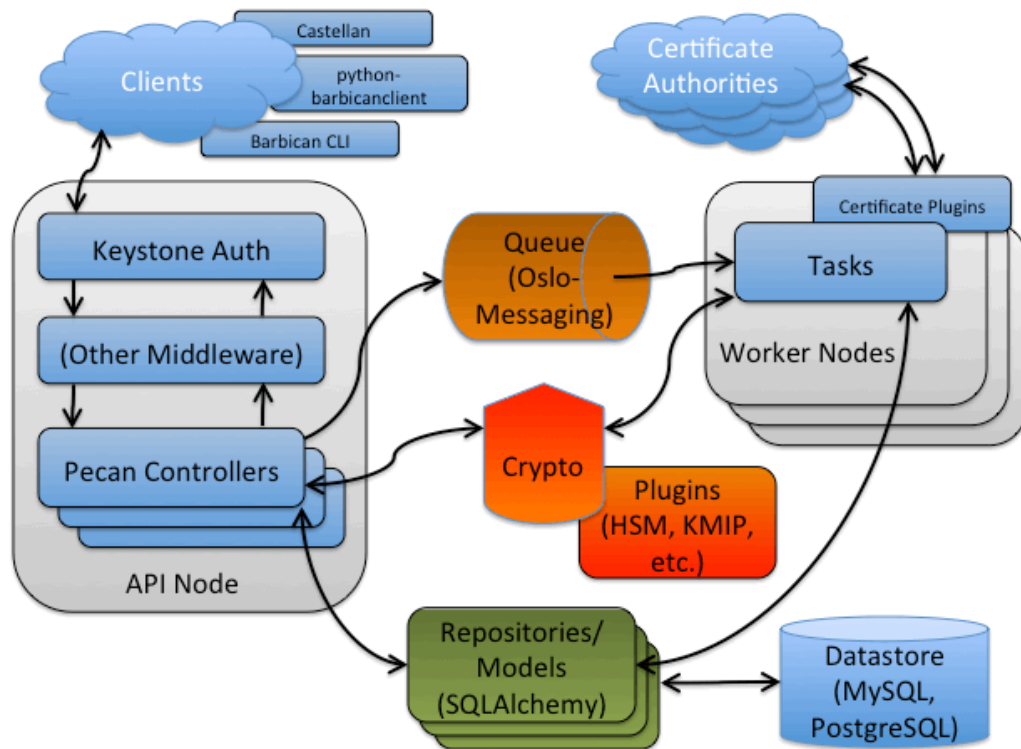 Castellan
Clients
python-
barbicanclient
Barbican CLI
Certificate
Authorities
Certificate Plugins
Keystone Auth
Queue
(Oslo-
Messaging)
Tasks
(Other Middleware)
Worker Nodes
Pecan Controllers
Crypto
Plugins
(HSM, KMIP,
etc.)
API Node
Repositories/
Models
(SQLAlchemy)
Datastore
(MySQL,
PostgreSQL)